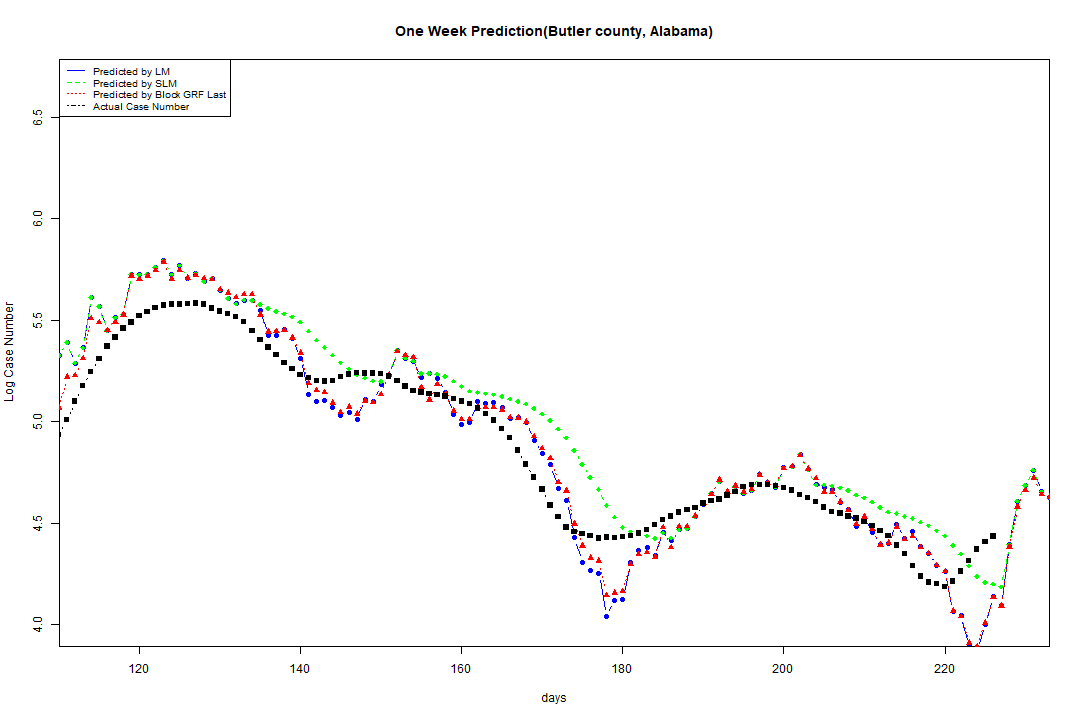 One Week Prediction(Butler county, Alabama)
Predicted by LM
Predicted by SLM
Predicted by Block GRF Last
Actual Case Number
6.5
6.0
5.5
5.0
4.5
4.0
Log Case Number
120 140 160 180 200 220
days